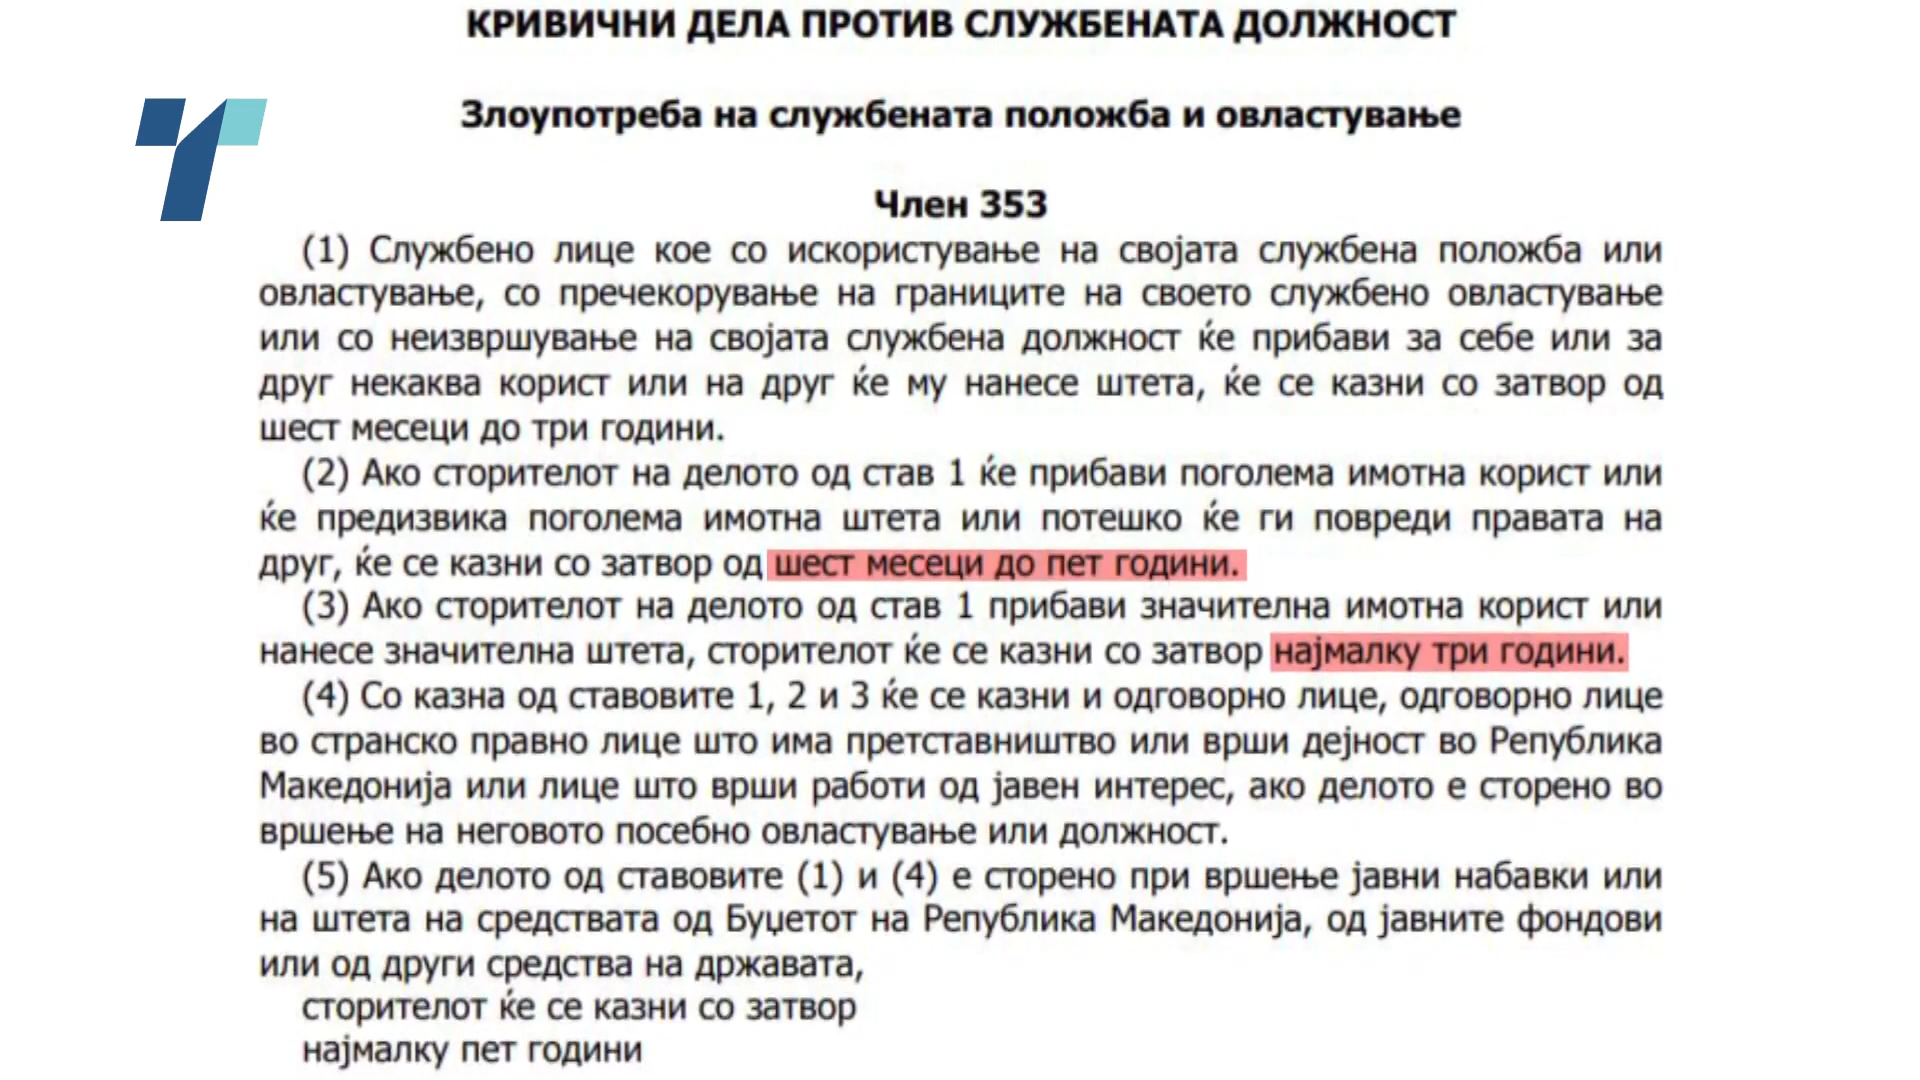 КРИВИЧНИ ДЕЛА ПРОТИВ СЛУЖБЕНАТА ДОЛЖНОСТ
Злоупотреба на службената положба и овластување
Член 353
(1) Службено лице кое со искористување на својата службена положба или
овластување, со пречекорување на границите на своето службено овластување
или со неизвршување на својата службена должност ќе прибави за себе или за
друг некаква корист или на друг ќе му нанесе штета, ќе се казни со затвор од
шест месеци до три години.
(2) Ако сторителот на делото од став 1 ќе прибави поголема имотна корист или
ќе предизвика поголема имотна штета или потешко ќе ги повреди правата на
друг, ќе се казни со затвор од шест месеци до пет години.
(3) Ако сторителот на делото од став 1 прибави значителна имотна корист или
нанесе значителна штета, сторителот ќе се казни со затвор најмалку три години.
(4) Со казна од ставовите 1, 2 и 3 ќе се казни и одговорно лице, одговорно лице
во странско правно лице што има претставништво или врши дејност во Република
Македонија или лице што врши работи од јавен интерес, ако делото е сторено во
вршење на неговото посебно овластување или должност.
(5) Ако делото од ставовите (1) и (4) е сторено при вршење јавни набавки или
на штета на средствата од Буџетот на Република Македонија, од јавните фондови
или од други средства на државата,
сторителот ќе се казни со затвор
најмалку пет години